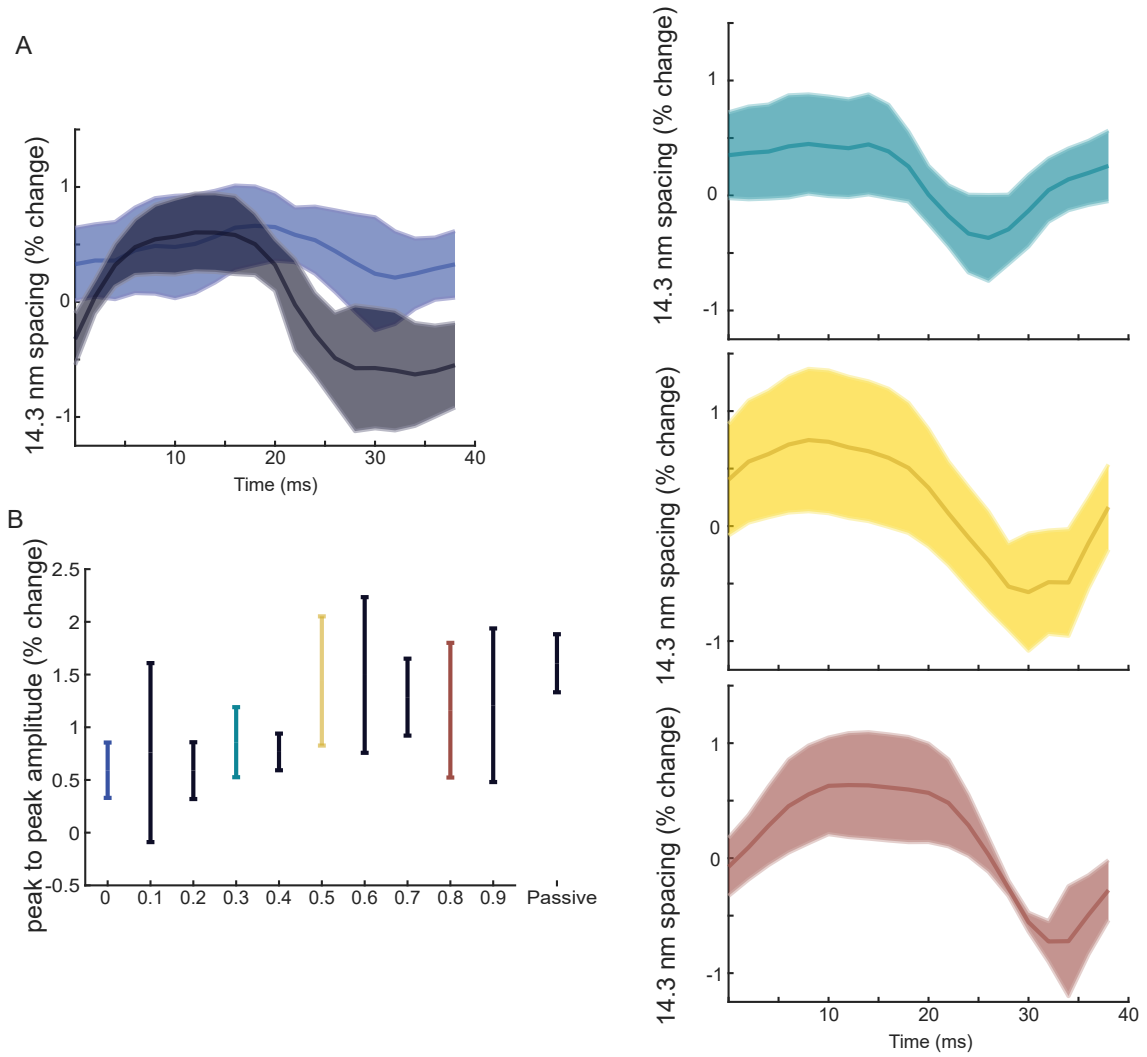 A
14.3 nm spacing (% change)
1
0
-1
10 20 30 40
Time (ms)
B
peak to peak amplitude (% change)
2.5
2
1.5
1
0.5
0
-0.5
0 0.1 0.2 0.3 0.4 0.5 0.6 0.7 0.8 0.9 Passive
14.3 nm spacing (% change)
1
0
-1
14.3 nm spacing (% change)
1
0
-1
14.3 nm spacing (% change)
1
0
-1
10 20 30 40
Time (ms)